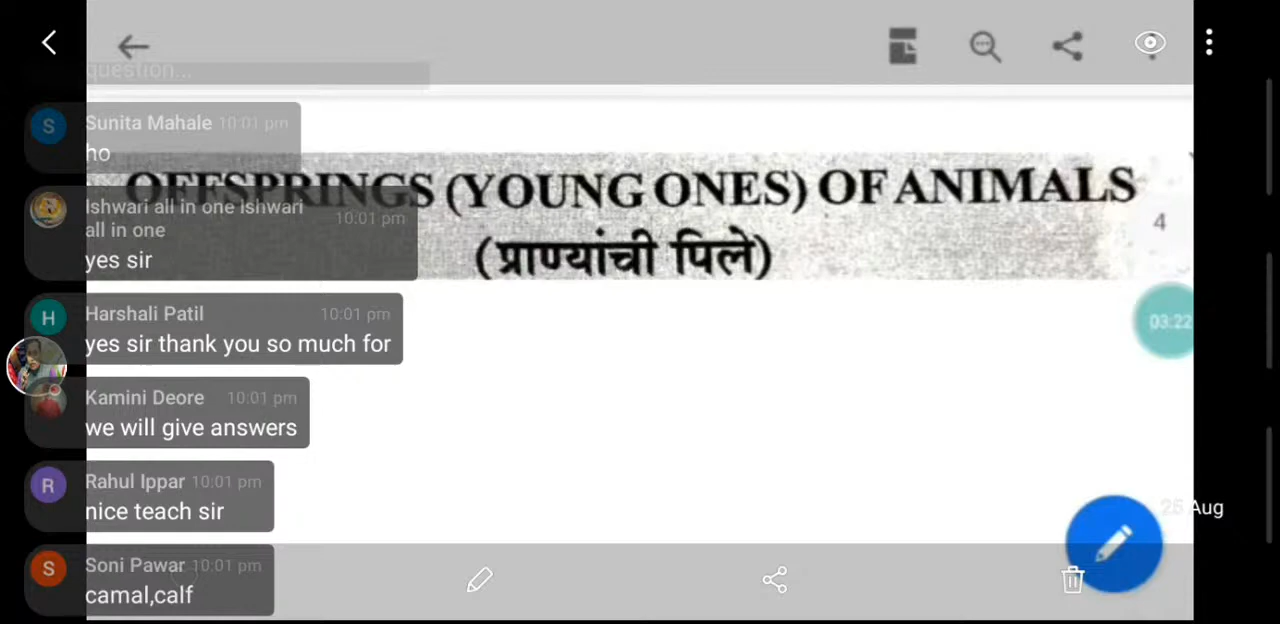 question...
Sunita Mahale 10:01 pm
ho
OFFSPRINGS (YOUNG ONES) OF ANIMALS
(प्राण्यांची पिले)
4
Ishwari all in one Ishwari
all in one 10:01 pm
yes sir
Harshali Patil 10:01 pm
yes sir thank you so much for
03:22
Kamini Deore 10:01 pm
we will give answers
Rahul Ippar 10:01 pm
nice teach sir
25 Aug
Soni Pawar 10:01 pm
camal,calf